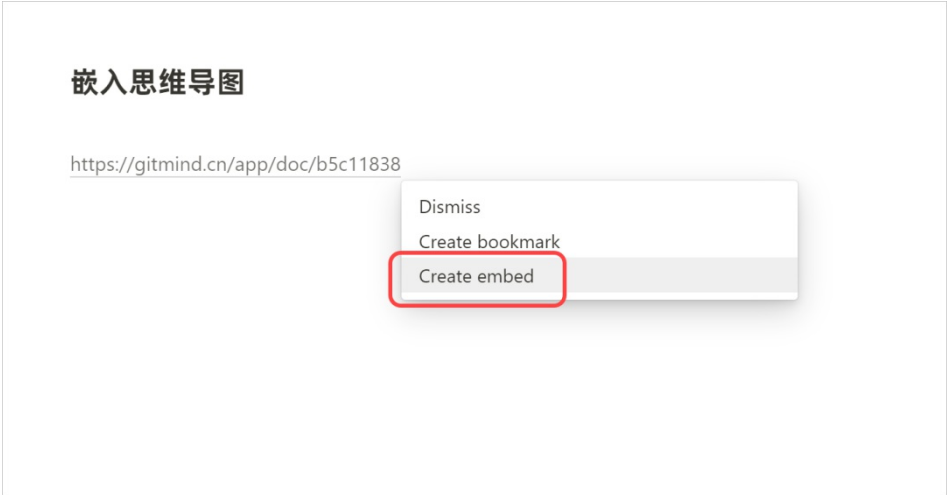 嵌入思维导图
https://gitmind.cn/app/doc/b5c11838
Dismiss
Create bookmark
Create embed